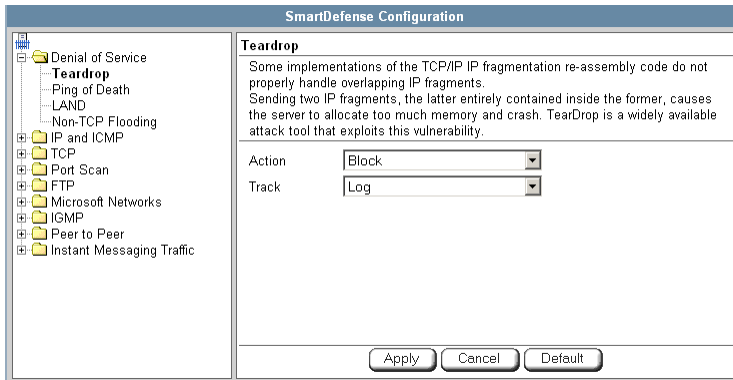 SmartDefense Configuration
Denial of Service
Teardrop
Ping of Death
LAND
Non-TCP Flooding
IP and ICMP
TCP
Port Scan
FTP
Microsoft Networks
IGMP
Peer to Peer
Instant Messaging Traffic
Teardrop
Some implementations of the TCP/IP IP fragmentation re-assembly code do not
properly handle overlapping IP fragments.
Sending two IP fragments, the latter entirely contained inside the former, causes
the server to allocate too much memory and crash. TearDrop is a widely available
attack tool that exploits this vulnerability.
Action Block
Track Log
Apply Cancel Default